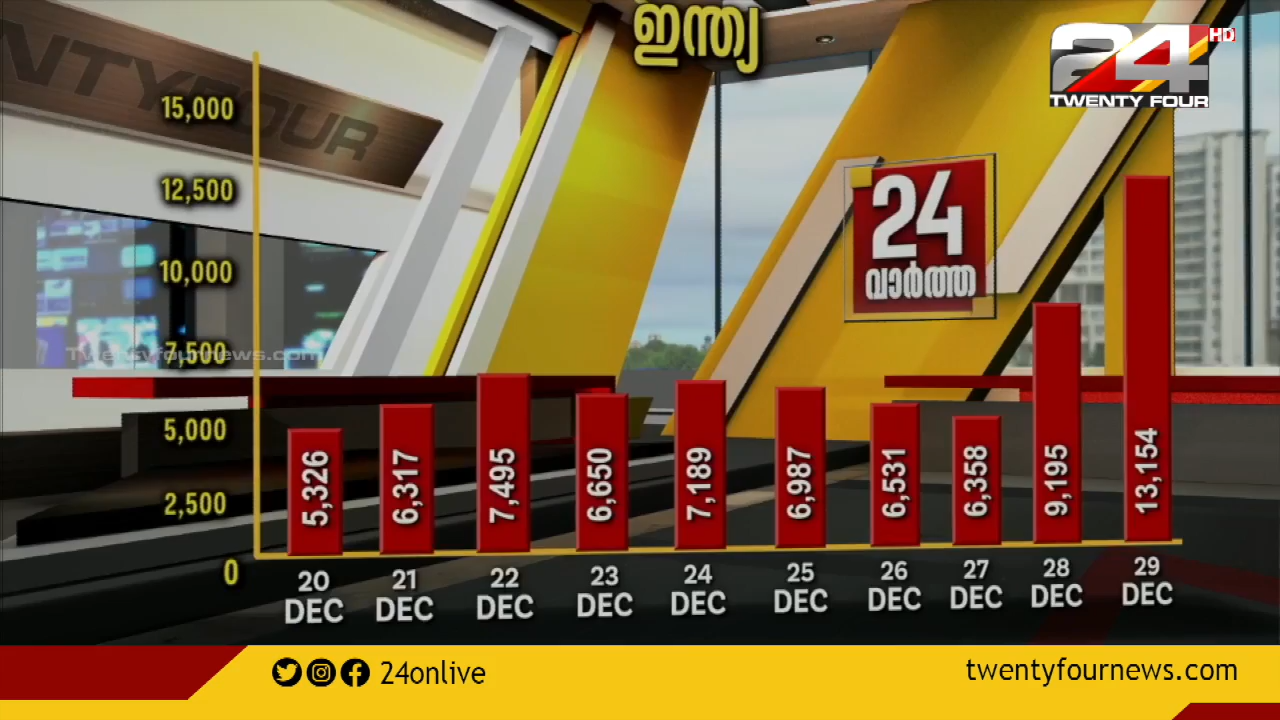 ഇന്ത്യ
24 HD
TWENTY FOUR
NTYFOUR
24
വാർത്ത
15,000
12,500
10,000
7,500
Twentyfournews.com
5,000
2,500
0
5,326
6,317
7,495
6,650
7,189
6,987
6,531
6,358
9,195
13,154
20 DEC
21 DEC
22 DEC
23 DEC
24 DEC
25 DEC
26 DEC
27 DEC
28 DEC
29 DEC
24onlive
twentyfournews.com